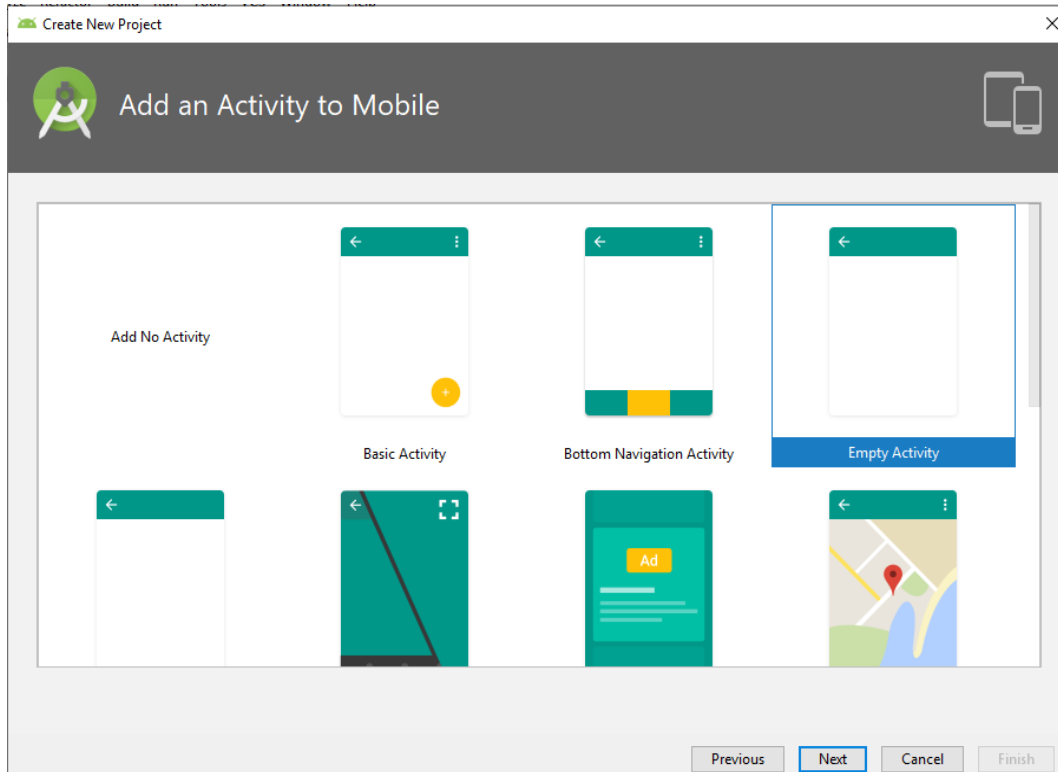 Create New Project
Add an Activity to Mobile
Add No Activity
Basic Activity
Bottom Navigation Activity
Empty Activity
Ad
Previous
Next
Cancel
Finish